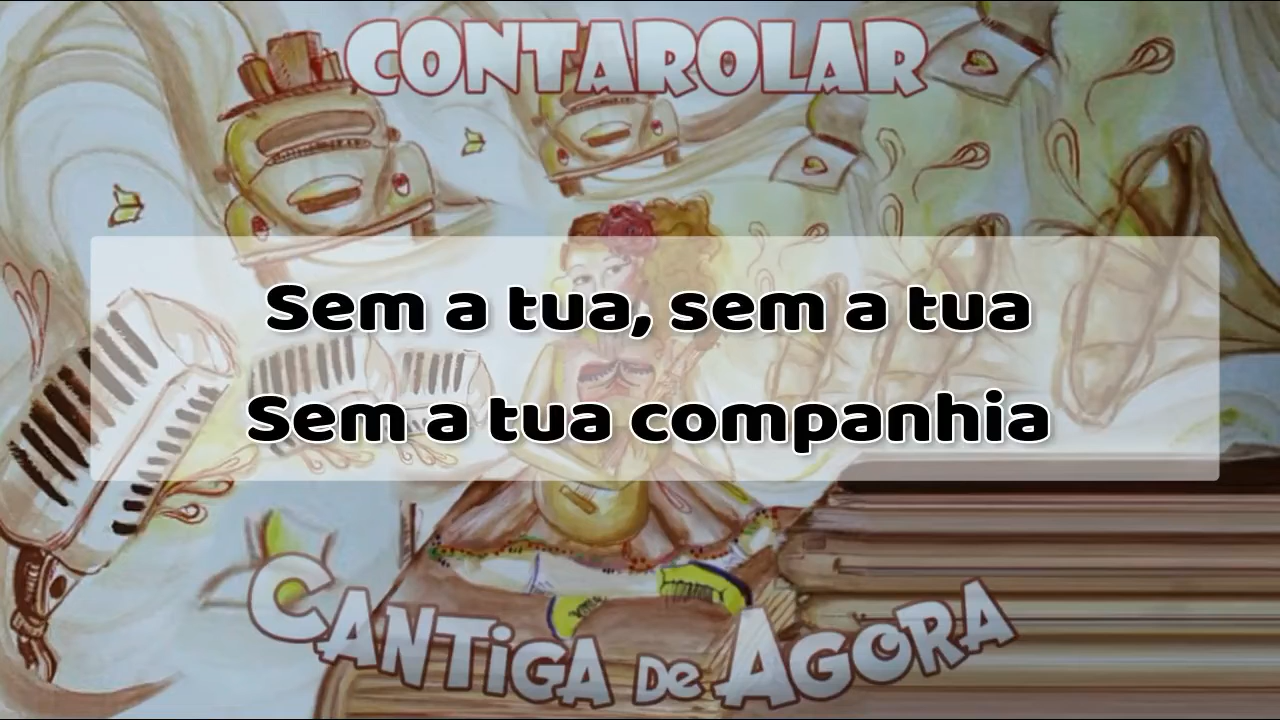 CONTAROLAR
Sem a tua, sem a tua
Sem a tua companhia
CANTiGA De AGORA